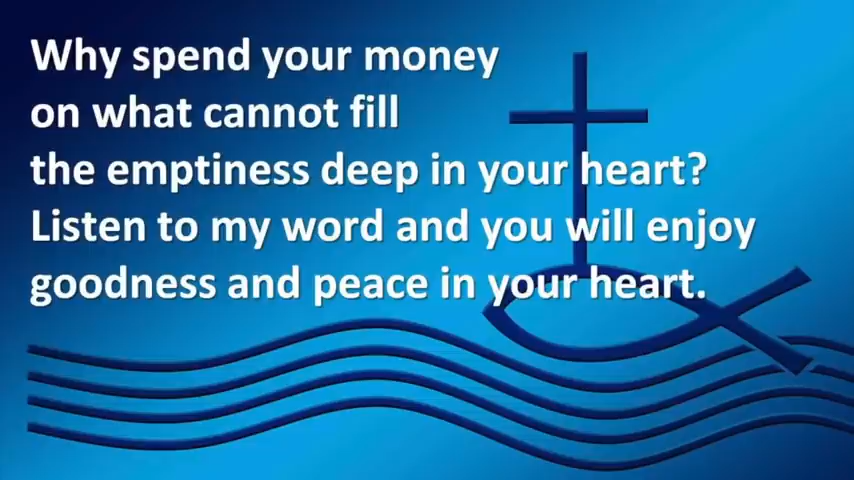 Why spend your money
on what cannot fill
the emptiness deep in your heart?
Listen to my word and you will enjoy
goodness and peace in your heart.